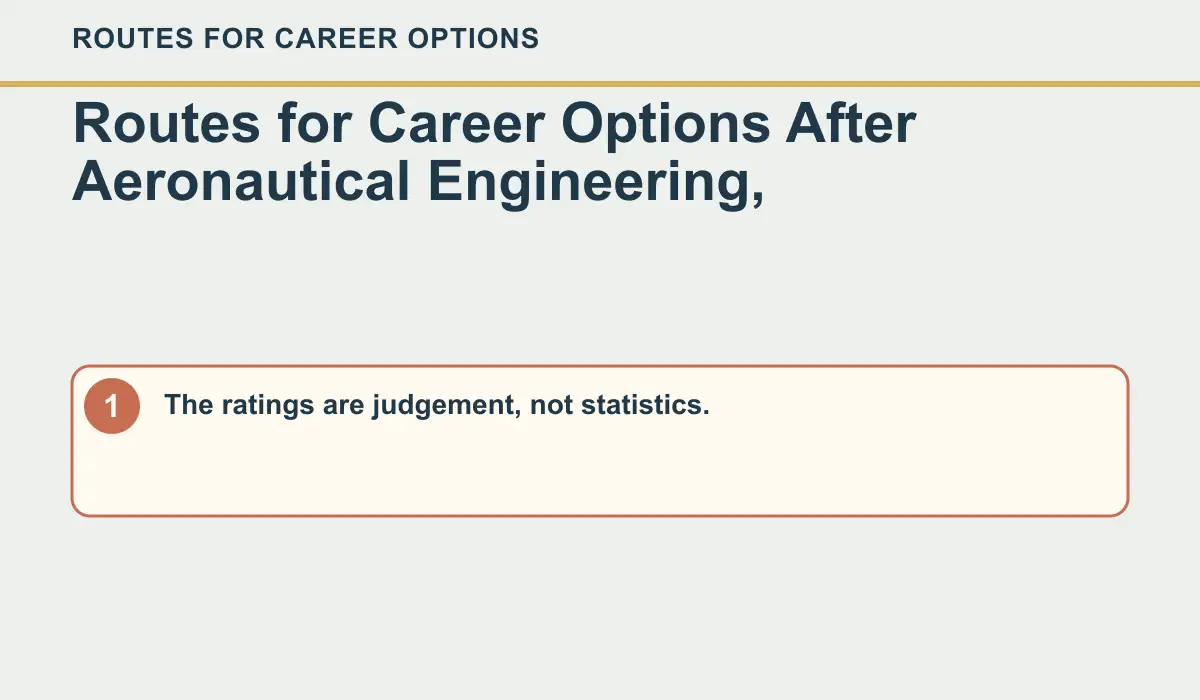 ROUTES FOR CAREER OPTIONS
Routes for Career Options After
Aeronautical Engineering,
1
The ratings are judgement, not statistics.